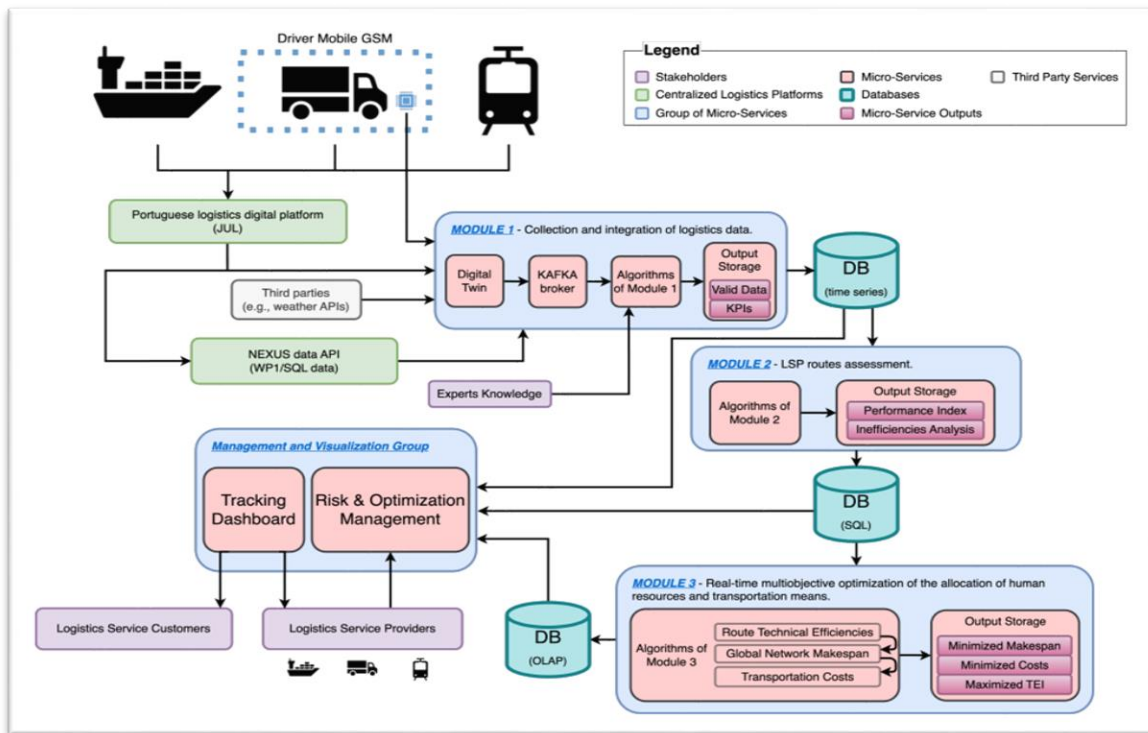 Driver Mobile GSM
Legend
Stakeholders
Micro-Services
Third Party Services
Centralized Logistics Platforms
Databases
Group of Micro-Services
Micro-Service Outputs
Portuguese logistics digital platform
(JUL)
Third parties
(e.g., weather APIs)
NEXUS data API
(WP1/SQL data)
MODULE 1 - Collection and integration of logistics data.
Digital
Twin
KAFKA
broker
Algorithms
of Module 1
Output
Storage
Valid Data
KPIs
DB
(time series)
Experts Knowledge
MODULE 2 - LSP routes assessment.
Algorithms of
Module 2
Output Storage
Performance Index
Inefficiencies Analysis
DB
(SQL)
Management and Visualization Group
Tracking
Dashboard
Risk & Optimization
Management
Logistics Service Customers
Logistics Service Providers
DB
(OLAP)
MODULE 3 - Real-time multiobjective optimization of the allocation of human
resources and transportation means.
Algorithms of
Module 3
Route Technical Efficiencies
Global Network Makespan
Transportation Costs
Output Storage
Minimized Makespan
Minimized Costs
Maximized TEI